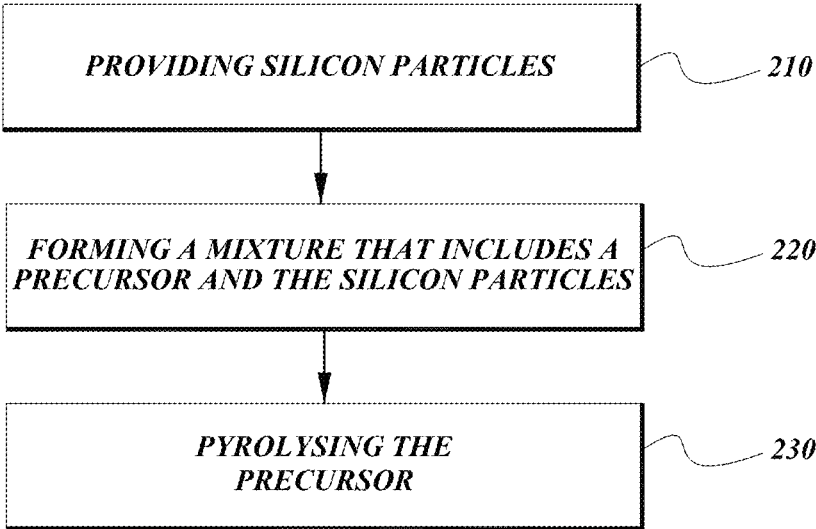 PROVIDING SILICON PARTICLES
210
FORMING A MIXTURE THAT INCLUDES A
PRECURSOR AND THE SILICON PARTICLES
220
PYROLYSING THE
PRECURSOR
230